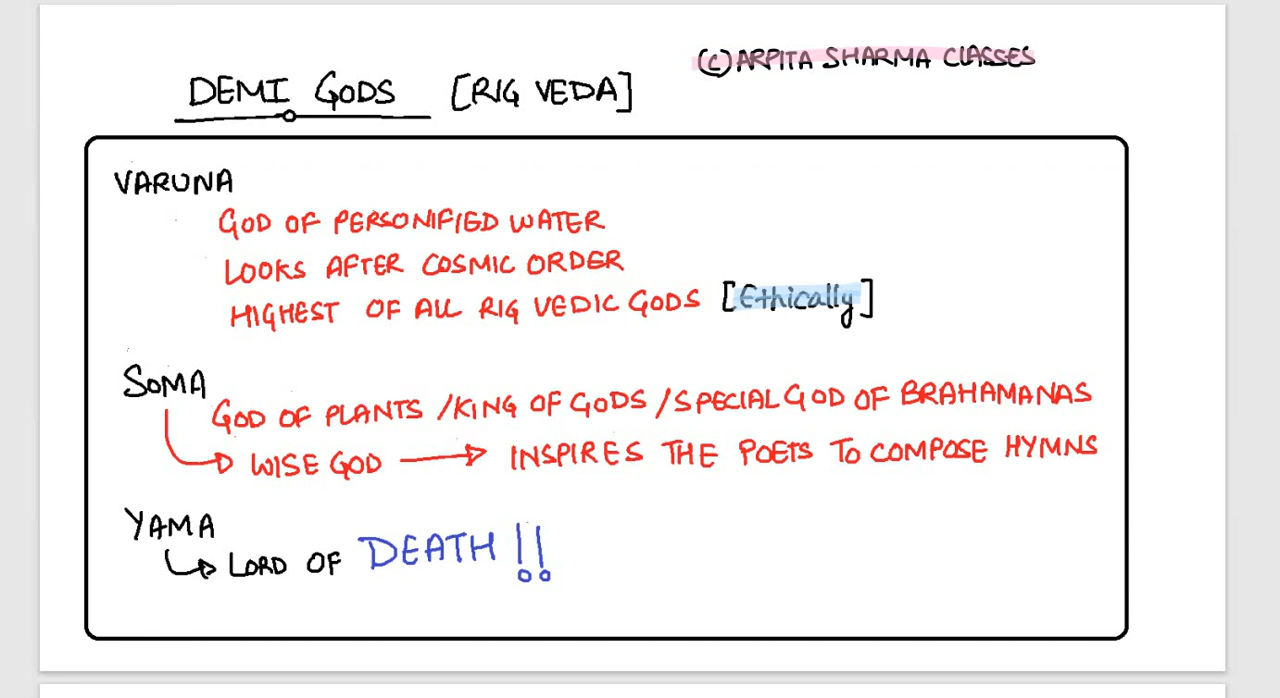 (C) ARPITA SHARMA CLASSES
DEMI GODS [RIG VEDA]
VARUNA
GOD OF PERSONIFIED WATER
LOOKS AFTER COSMIC ORDER
HIGHEST OF ALL RIG VEDIC GODS [Ethically]
SOMA
GOD OF PLANTS /KING OF GODS /SPECIAL GOD OF BRAHAMANAS
WISE GOD → INSPIRES THE POETS TO COMPOSE HYMNS
YAMA
↳ LORD OF DEATH !!